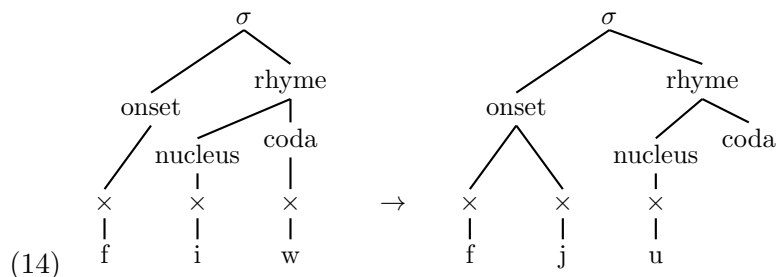 σ σ
rhyme rhyme
onset onset
coda coda
nucleus nucleus
× × × → × × ×
(14) f i w f j u